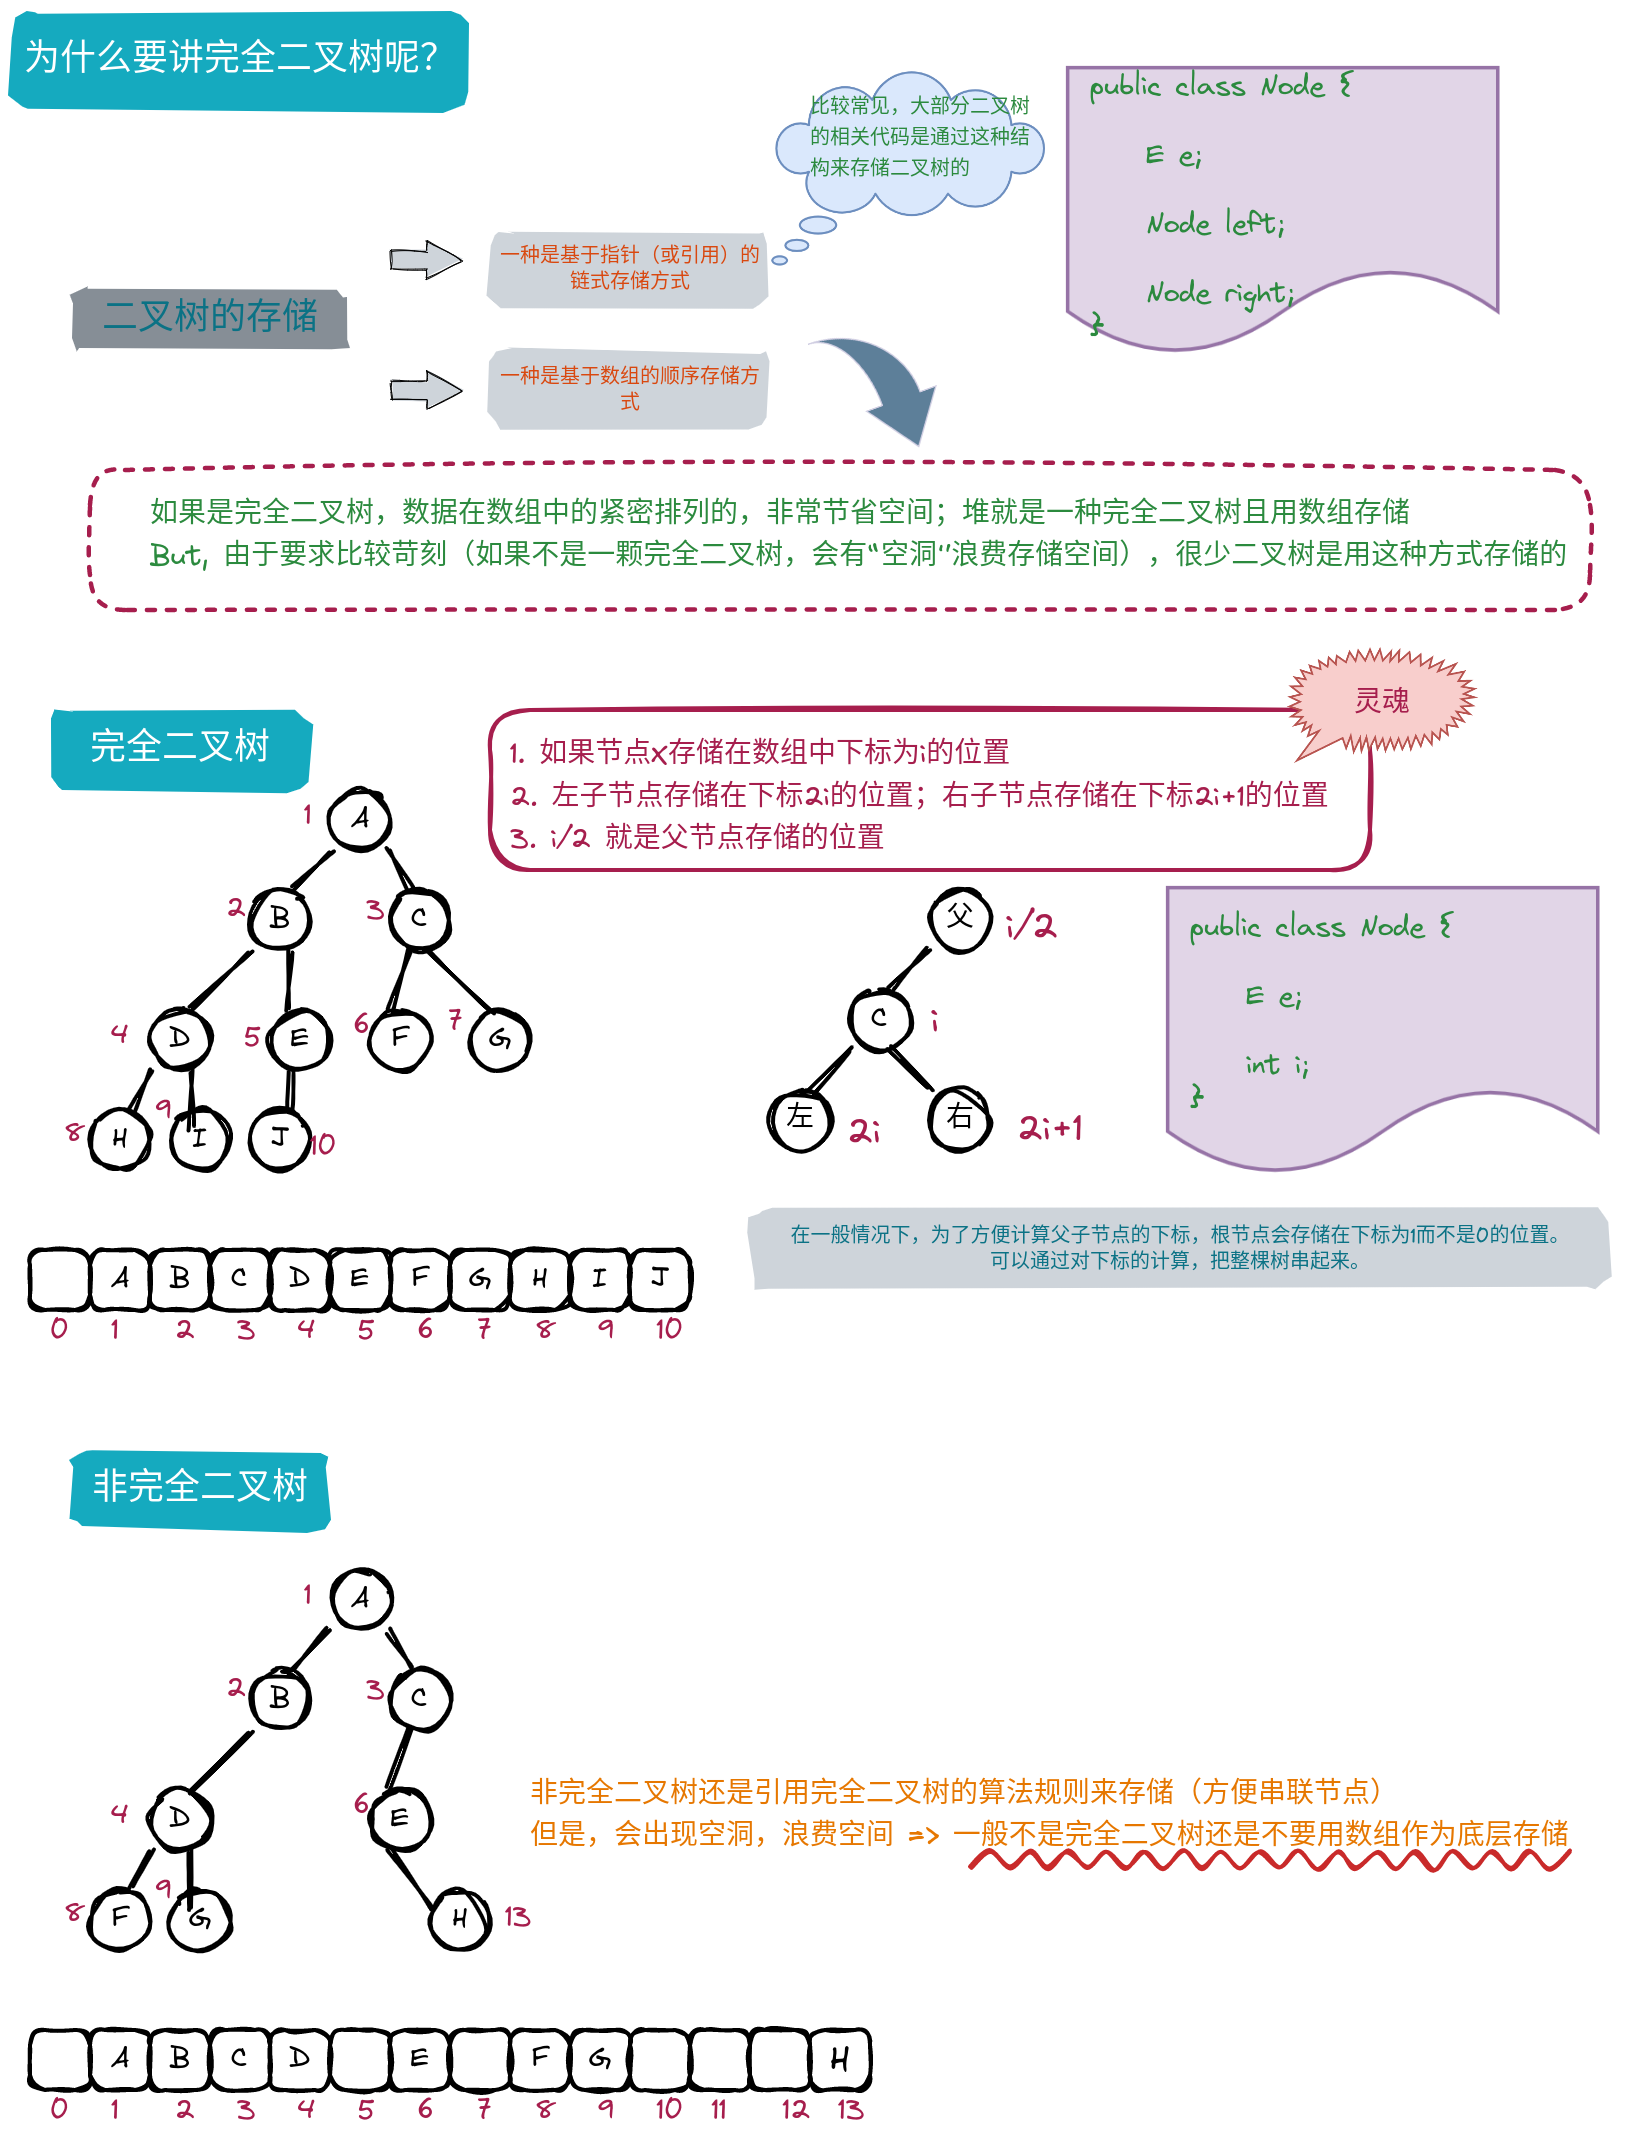 为什么要讲完全二叉树呢？
比较常见，大部分二叉树
的相关代码是通过这种结
构来存储二叉树的
public class Node {
E e;
Node left;
Node right;
}
二叉树的存储
一种是基于指针（或引用）的
链式存储方式
一种是基于数组的顺序存储方
式
如果是完全二叉树，数据在数组中的紧密排列的，非常节省空间；堆就是一种完全二叉树且用数组存储
But, 由于要求比较苛刻（如果不是一颗完全二叉树，会有“空洞''浪费存储空间），很少二叉树是用这种方式存储的
灵魂
完全二叉树
1. 如果节点X存储在数组中下标为i的位置
2. 左子节点存储在下标2i的位置；右子节点存储在下标2i+1的位置
3. i/2 就是父节点存储的位置
1 A
2 B 3 C
4 D 5 E 6 F 7 G
8 H 9 I J 10
父 i/2
C i
左 2i 右 2i+1
public class Node {
E e;
int i;
}
在一般情况下，为了方便计算父子节点的下标，根节点会存储在下标为1而不是0的位置。
可以通过对下标的计算，把整棵树串起来。
A B C D E F G H I J
0 1 2 3 4 5 6 7 8 9 10
非完全二叉树
1 A
2 B 3 C
4 D 6 E
8 F 9 G H 13
非完全二叉树还是引用完全二叉树的算法规则来存储（方便串联节点）
但是，会出现空洞，浪费空间 => 一般不是完全二叉树还是不要用数组作为底层存储
A B C D E F G H
0 1 2 3 4 5 6 7 8 9 10 11 12 13